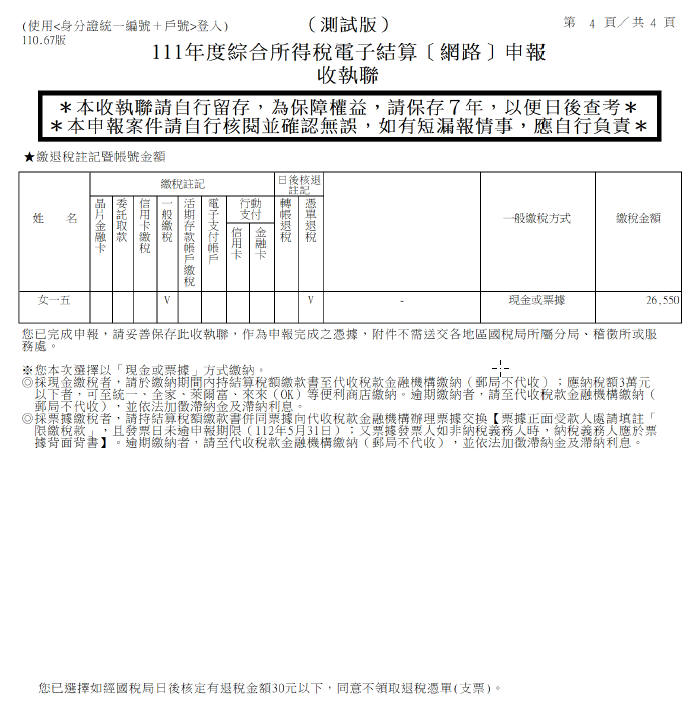 (使用<身分證統一編號+戶號>登入)
(測試版)
第 4 頁/共 4 頁
110.67版
111年度綜合所得稅電子結算〔網路〕申報
收執聯
＊本收執聯請自行留存，為保障權益，請保存７年，以便日後查考＊
＊本申報案件請自行核閱並確認無誤，如有短漏報情事，應自行負責＊
★繳退稅註記暨帳號金額
姓 名
繳稅註記
日後核退註記
晶片金融卡
委託取款
信用卡繳稅
一般繳稅
活期存款帳戶繳稅
電子支付帳戶
行動支付
信用卡
金融卡
轉帳退稅
憑單退稅
一般繳稅方式
繳稅金額
女一五 V V - 現金或票據 26,550
您已完成申報，請妥善保存此收執聯，作為申報完成之憑據，附件不需送交各地區國稅局所屬分局、稽徵所或服
務處。
※您本次選擇以「現金或票據」方式繳納。
◎採現金繳稅者，請於繳納期間內持結算稅額繳款書至代收稅款金融機構繳納（郵局不代收）；應納稅額3萬元
以下者，可至統一、全家、萊爾富、來來（OK）等便利商店繳納。逾期繳納者，請至代收稅款金融機構繳納（
郵局不代收），並依法加徵滯納金及滯納利息。
◎採票據繳稅者，請持結算稅額繳款書併同票據向代收稅款金融機構辦理票據交換【票據正面受款人處請填註「
限繳稅款」，且發票日未逾申報期限（112年5月31日）；又票據發票人如非納稅義務人時，納稅義務人應於票
據背面背書】。逾期繳納者，請至代收稅款金融機構繳納（郵局不代收），並依法加徵滯納金及滯納利息。
您已選擇如經國稅局日後核定有退稅金額30元以下，同意不領取退稅憑單(支票)。